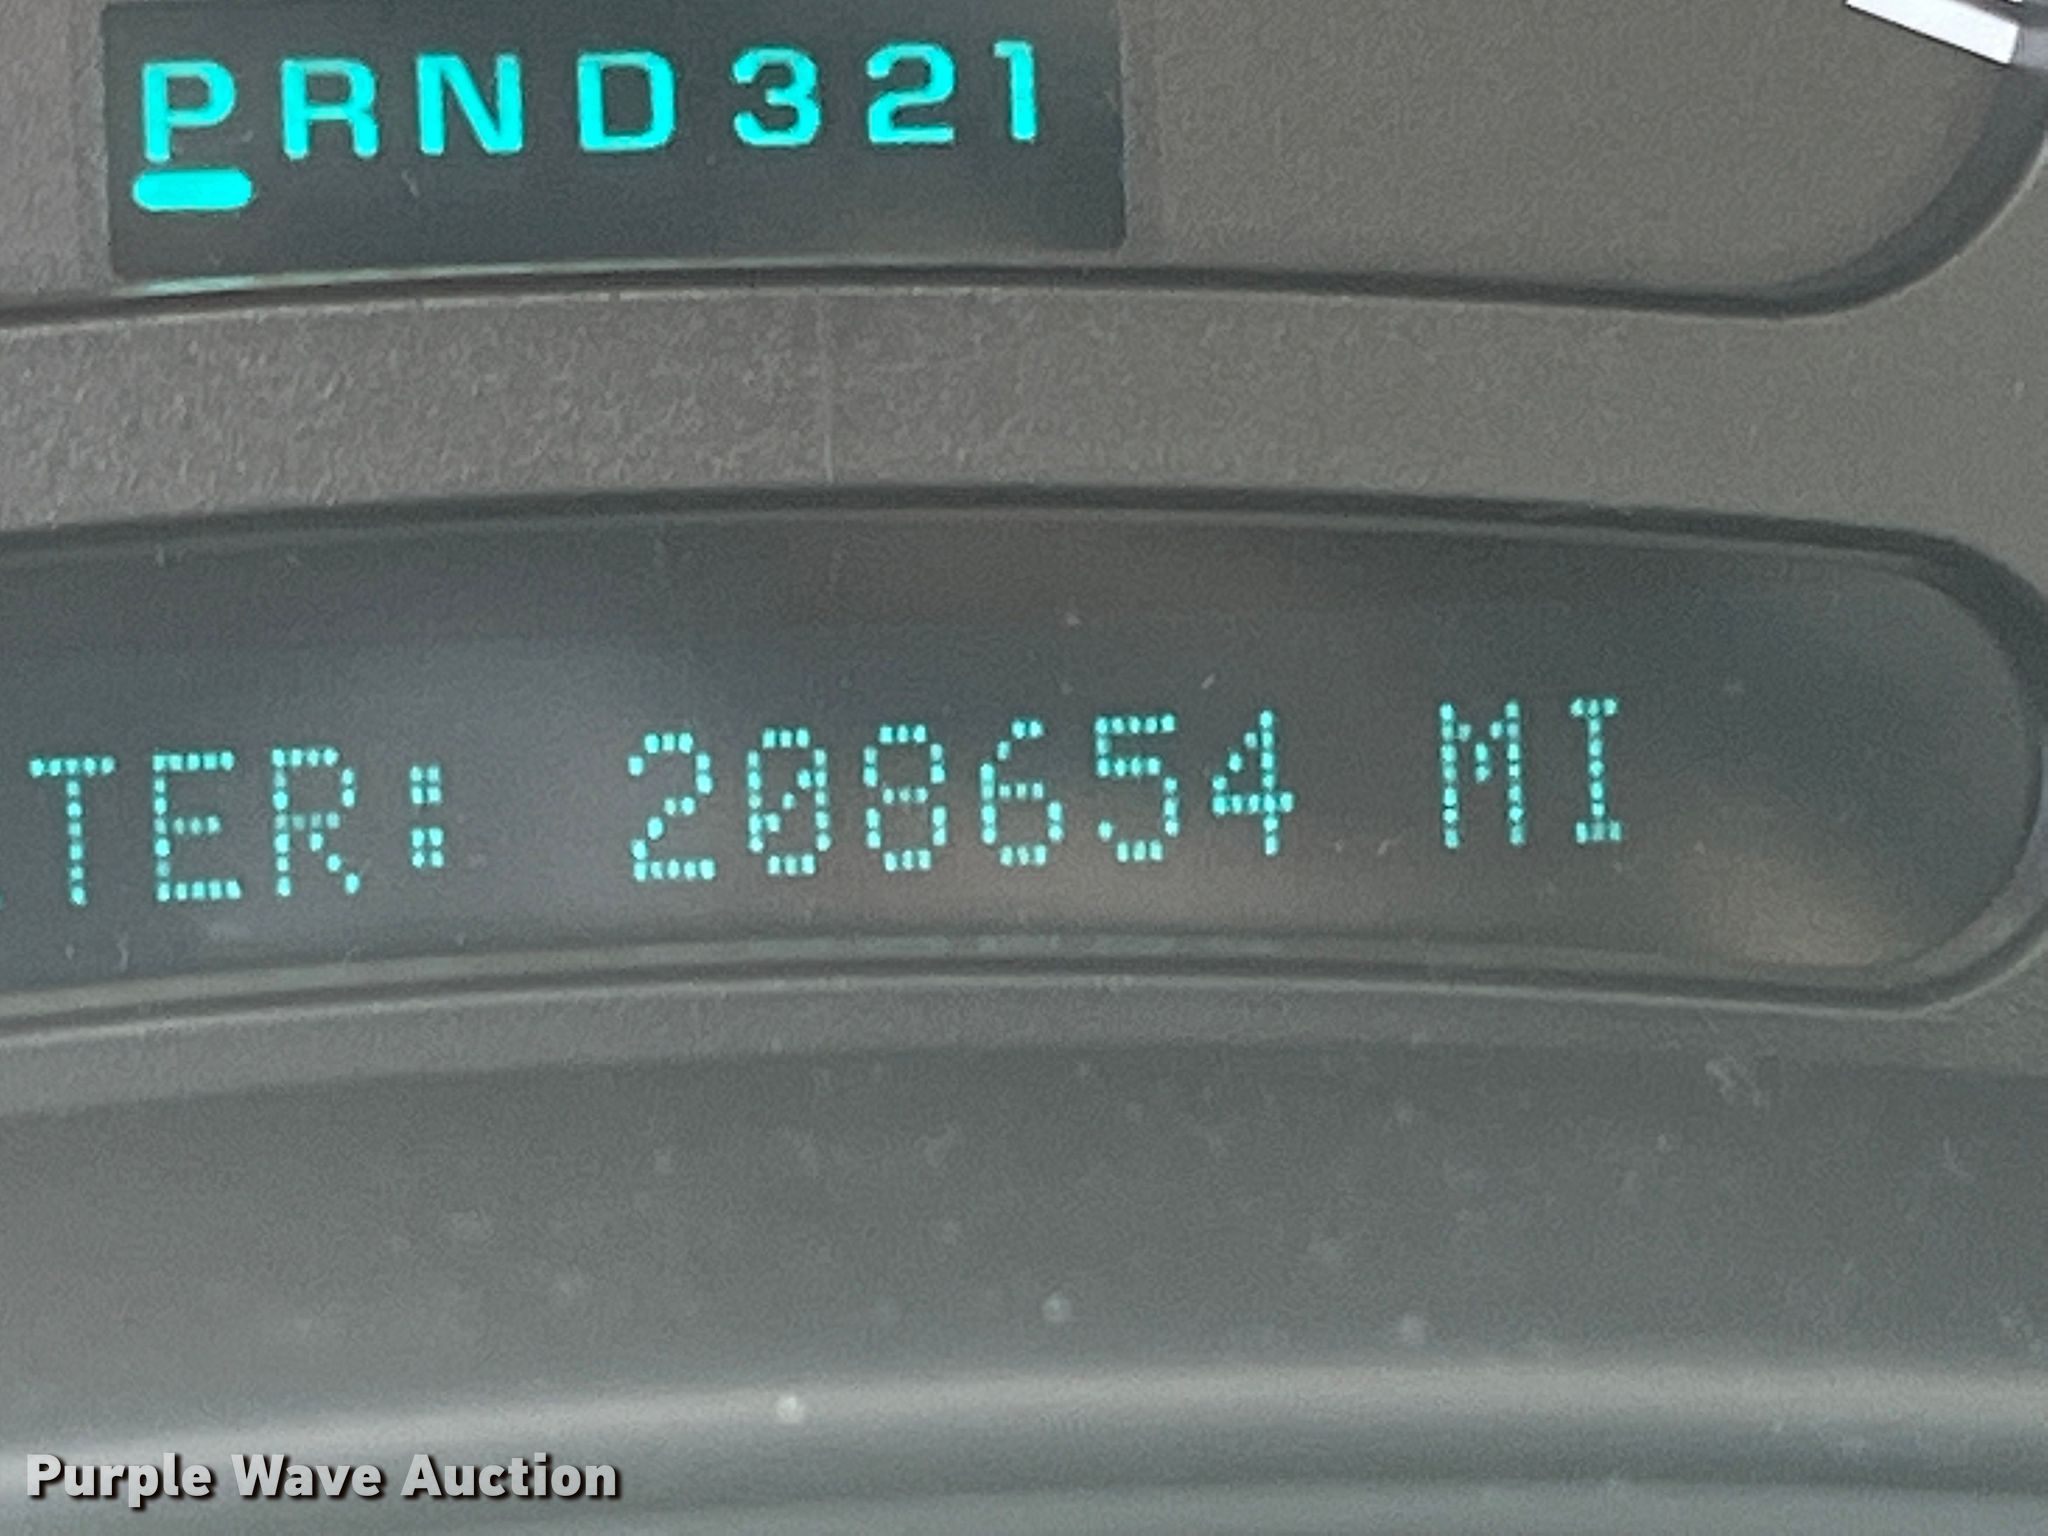 PRND321
TER: 208654 MI
Purple Wave Auction